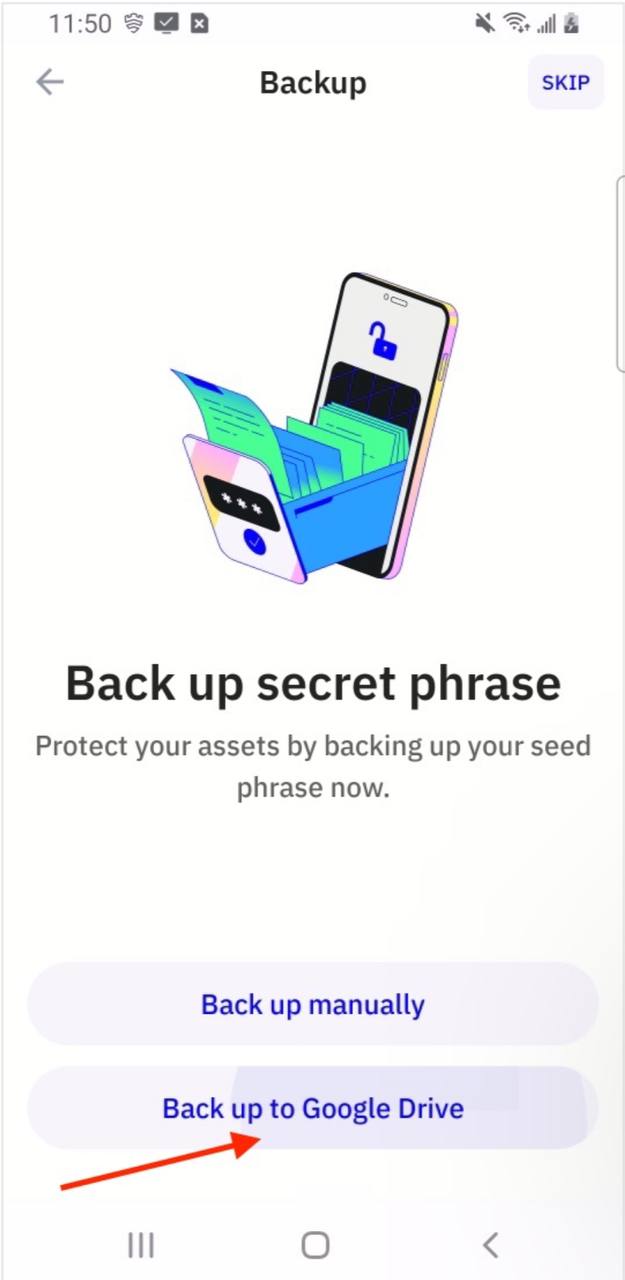 11:50
Backup
SKIP
***
Back up secret phrase
Protect your assets by backing up your seed
phrase now.
Back up manually
Back up to Google Drive